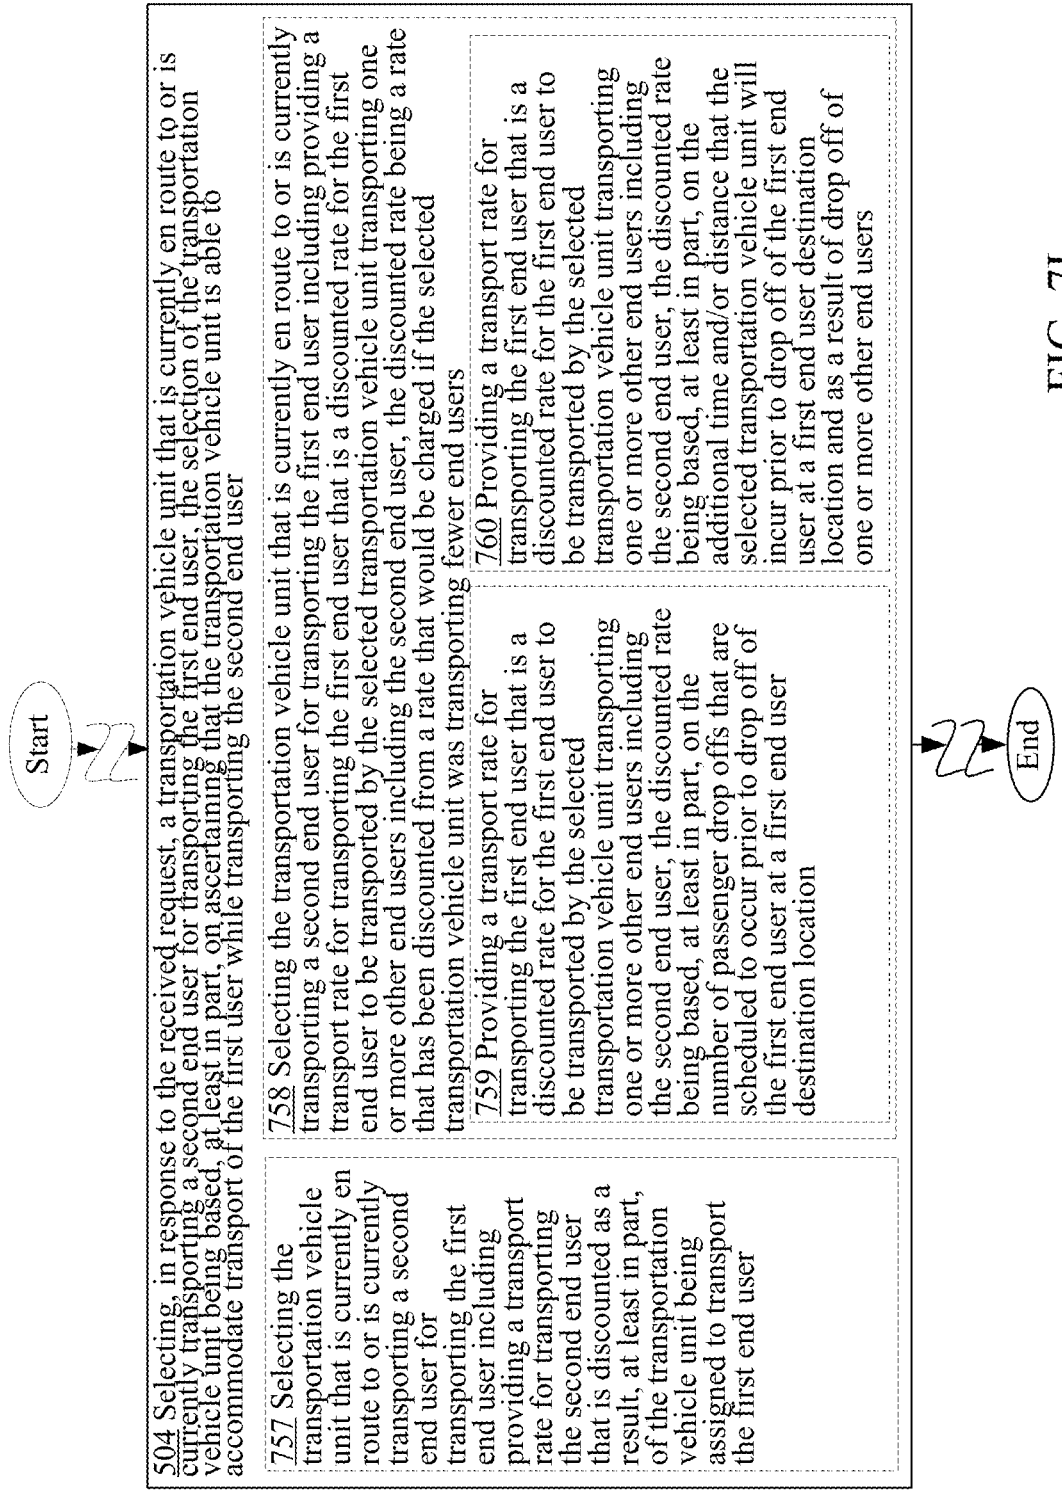 Start
504 Selecting, in response to the received request, a transportation vehicle unit that is currently en route to or is
currently transporting a second end user for transporting the first end user, the selection of the transportation
vehicle unit being based, at least in part, on ascertaining that the transportation vehicle unit is able to
accommodate transport of the first user while transporting the second end user
757 Selecting the
transportation vehicle
unit that is currently en
route to or is currently
transporting a second
end user for
transporting the first
end user including
providing a transport
rate for transporting
the second end user
that is discounted as a
result, at least in part,
of the transportation
vehicle unit being
assigned to transport
the first end user
758 Selecting the transportation vehicle unit that is currently en route to or is currently
transporting a second end user for transporting the first end user including providing a
transport rate for transporting the first end user that is a discounted rate for the first
end user to be transported by the selected transportation vehicle unit transporting one
or more other end users including the second end user, the discounted rate being a rate
that has been discounted from a rate that would be charged if the selected
transportation vehicle unit was transporting fewer end users
759 Providing a transport rate for
transporting the first end user that is a
discounted rate for the first end user to
be transported by the selected
transportation vehicle unit transporting
one or more other end users including
the second end user, the discounted rate
being based, at least in part, on the
number of passenger drop offs that are
scheduled to occur prior to drop off of
the first end user at a first end user
destination location
760 Providing a transport rate for
transporting the first end user that is a
discounted rate for the first end user to
be transported by the selected
transportation vehicle unit transporting
one or more other end users including
the second end user, the discounted rate
being based, at least in part, on the
additional time and/or distance that the
selected transportation vehicle unit will
incur prior to drop off of the first end
user at a first end user destination
location and as a result of drop off of
one or more other end users
End